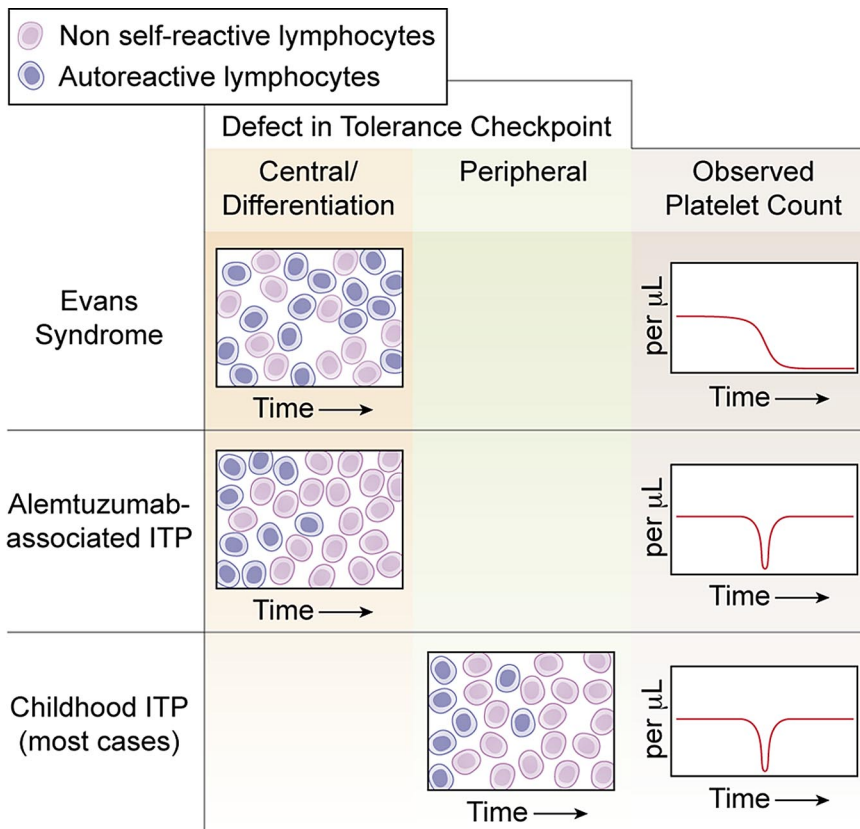 Non self-reactive lymphocytes
Autoreactive lymphocytes
Defect in Tolerance Checkpoint
Central/
Differentiation
Peripheral
Observed
Platelet Count
Evans
Syndrome
Time
per μL
Time
Alemtuzumab-
associated ITP
Time
per μL
Time
Childhood ITP
(most cases)
Time
per μL
Time